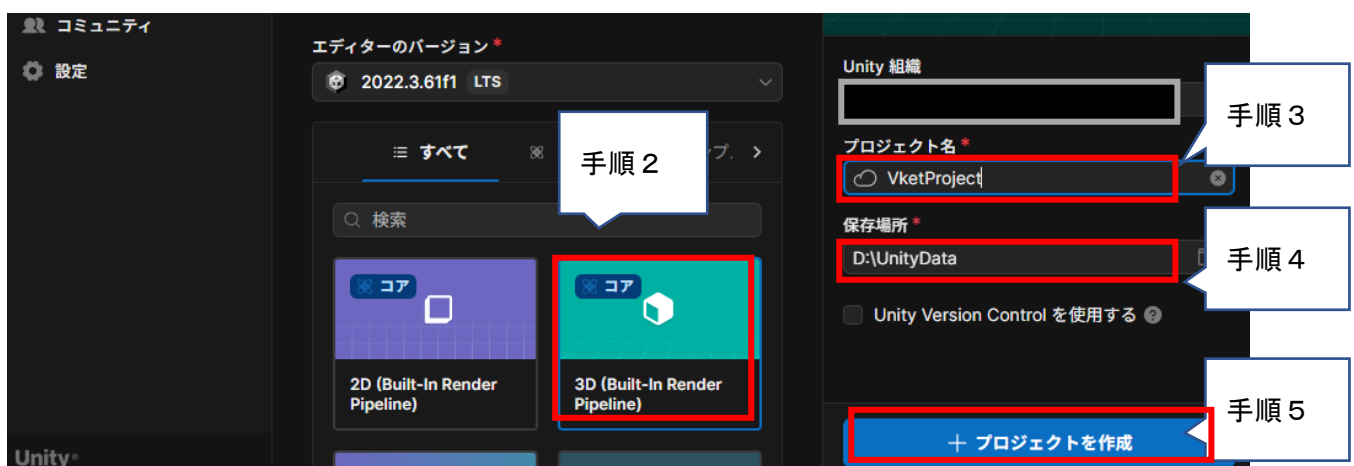 コミュニティ
設定
Unity
エディターのバージョン *
2022.3.61f1 LTS
すべて
プ.
検索
コア
2D (Built-In Render
Pipeline)
コア
3D (Built-In Render
Pipeline)
手順２
Unity 組織
プロジェクト名 *
VketProject
手順３
保存場所 *
D:\UnityData
手順４
Unity Version Control を使用する
＋ プロジェクトを作成
手順５